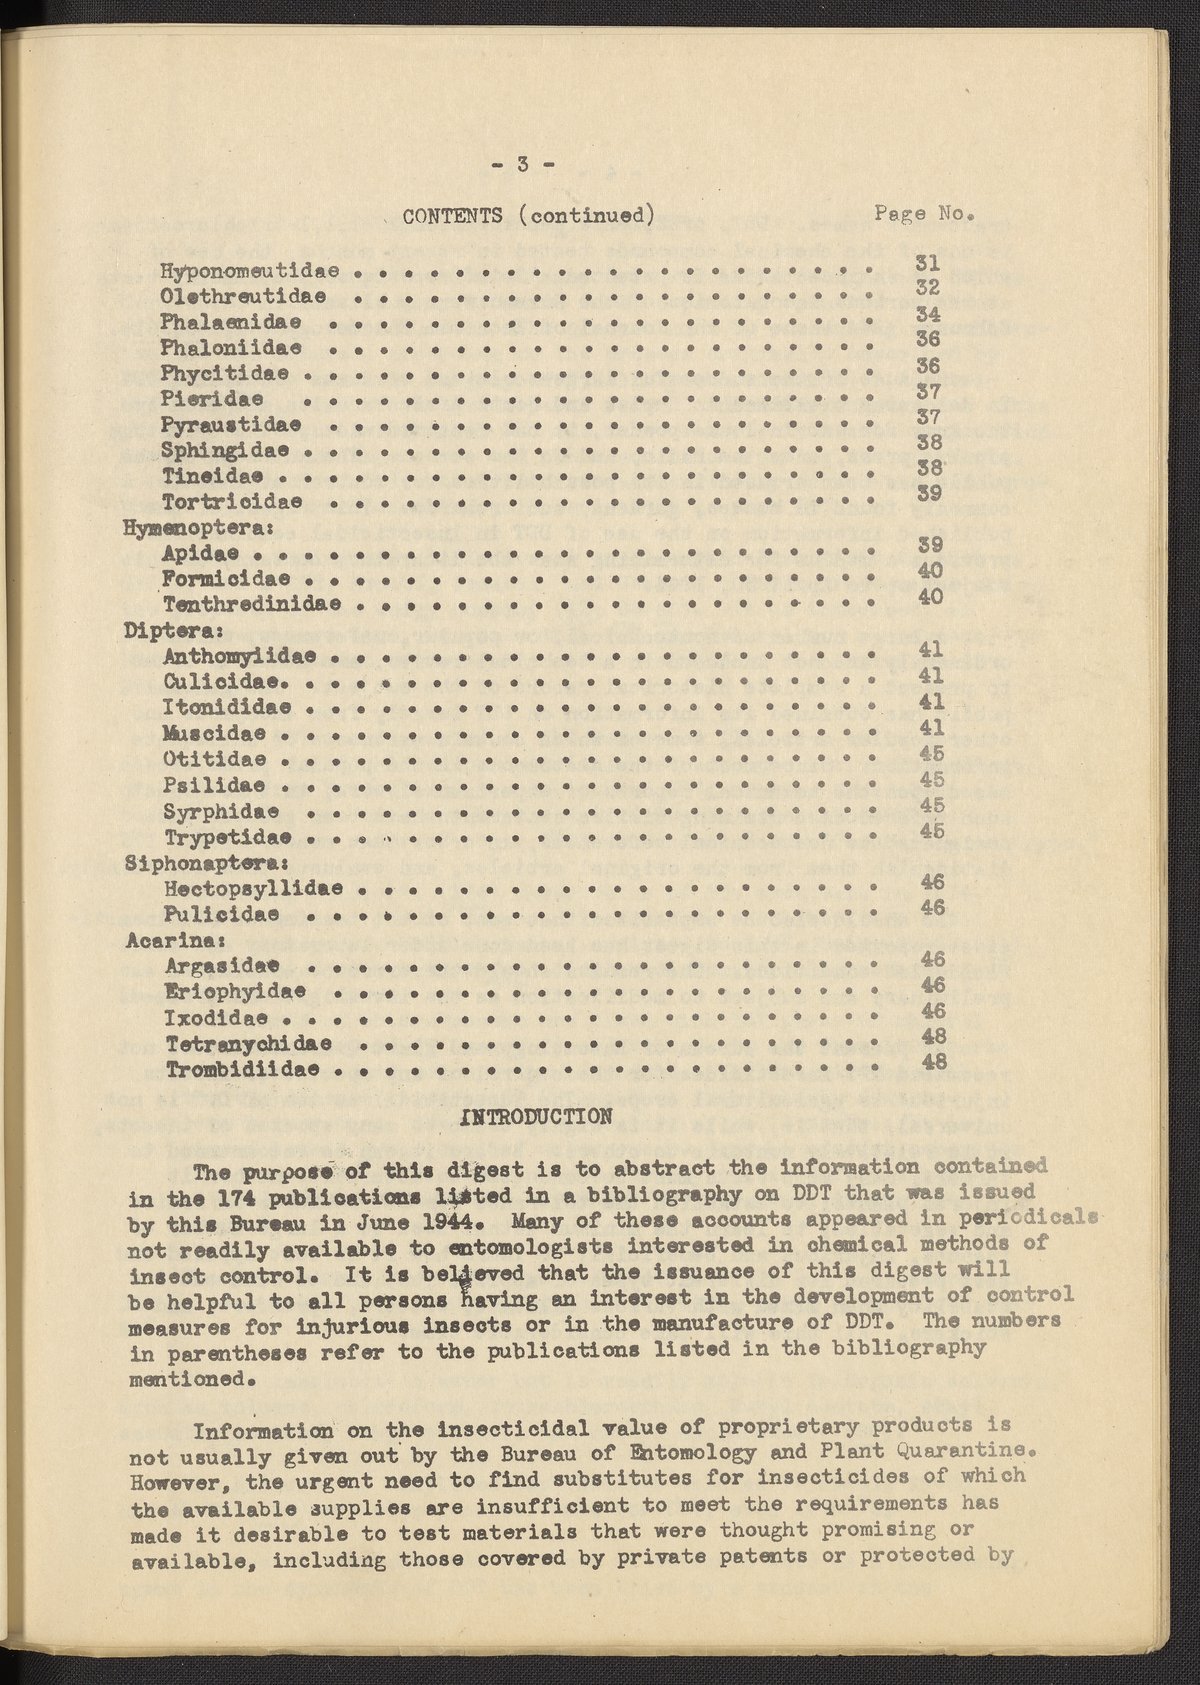 - 3 -
CONTENTS (continued) Page No.
Hyponomeutidae . . . . . . . . . . . . . . . . . . . . . 31
Olethreutidae . . . . . . . . . . . . . . . . . . . . . 32
Phalaenidae . . . . . . . . . . . . . . . . . . . . . . 34
Phaloniidae . . . . . . . . . . . . . . . . . . . . . . 36
Phycitidae . . . . . . . . . . . . . . . . . . . . . . . 36
Pieridae . . . . . . . . . . . . . . . . . . . . . . . 37
Pyraustidae . . . . . . . . . . . . . . . . . . . . . . 37
Sphingidae . . . . . . . . . . . . . . . . . . . . . . . 38
Tineidae . . . . . . . . . . . . . . . . . . . . . . . . 38
Tortricidae . . . . . . . . . . . . . . . . . . . . . . 39
Hymenoptera:
Apidae . . . . . . . . . . . . . . . . . . . . . . . . . 39
Formicidae . . . . . . . . . . . . . . . . . . . . . . . 40
Tenthredinidae . . . . . . . . . . . . . . . . . . . . . 40
Diptera:
Anthomyiidae . . . . . . . . . . . . . . . . . . . . . . 41
Culicidae. . . . . . . . . . . . . . . . . . . . . . . . 41
Itonididae . . . . . . . . . . . . . . . . . . . . . . . 41
Muscidae . . . . . . . . . . . . . . . . . . . . . . . . 41
Otitidae . . . . . . . . . . . . . . . . . . . . . . . . 45
Psilidae . . . . . . . . . . . . . . . . . . . . . . . . 45
Syrphidae . . . . . . . . . . . . . . . . . . . . . . . 45
Trypetidae . . . . . . . . . . . . . . . . . . . . . . . 45
Siphonaptera:
Hectopsyllidae . . . . . . . . . . . . . . . . . . . . . 46
Pulicidae . . . . . . . . . . . . . . . . . . . . . . . 46
Acarina:
Argasidae . . . . . . . . . . . . . . . . . . . . . . . 46
Eriophyidae . . . . . . . . . . . . . . . . . . . . . . 46
Ixodidae . . . . . . . . . . . . . . . . . . . . . . . . 46
Tetranychidae . . . . . . . . . . . . . . . . . . . . . 48
Trombidiidae . . . . . . . . . . . . . . . . . . . . . . 48
INTRODUCTION
The purpose of this digest is to abstract the information contained
in the 174 publications listed in a bibliography on DDT that was issued
by this Bureau in June 1944. Many of these accounts appeared in periodicals
not readily available to entomologists interested in chemical methods of
insect control. It is believed that the issuance of this digest will
be helpful to all persons having an interest in the development of control
measures for injurious insects or in the manufacture of DDT. The numbers
in parentheses refer to the publications listed in the bibliography
mentioned.
Information on the insecticidal value of proprietary products is
not usually given out by the Bureau of Entomology and Plant Quarantine.
However, the urgent need to find substitutes for insecticides of which
the available supplies are insufficient to meet the requirements has
made it desirable to test materials that were thought promising or
available, including those covered by private patents or protected by